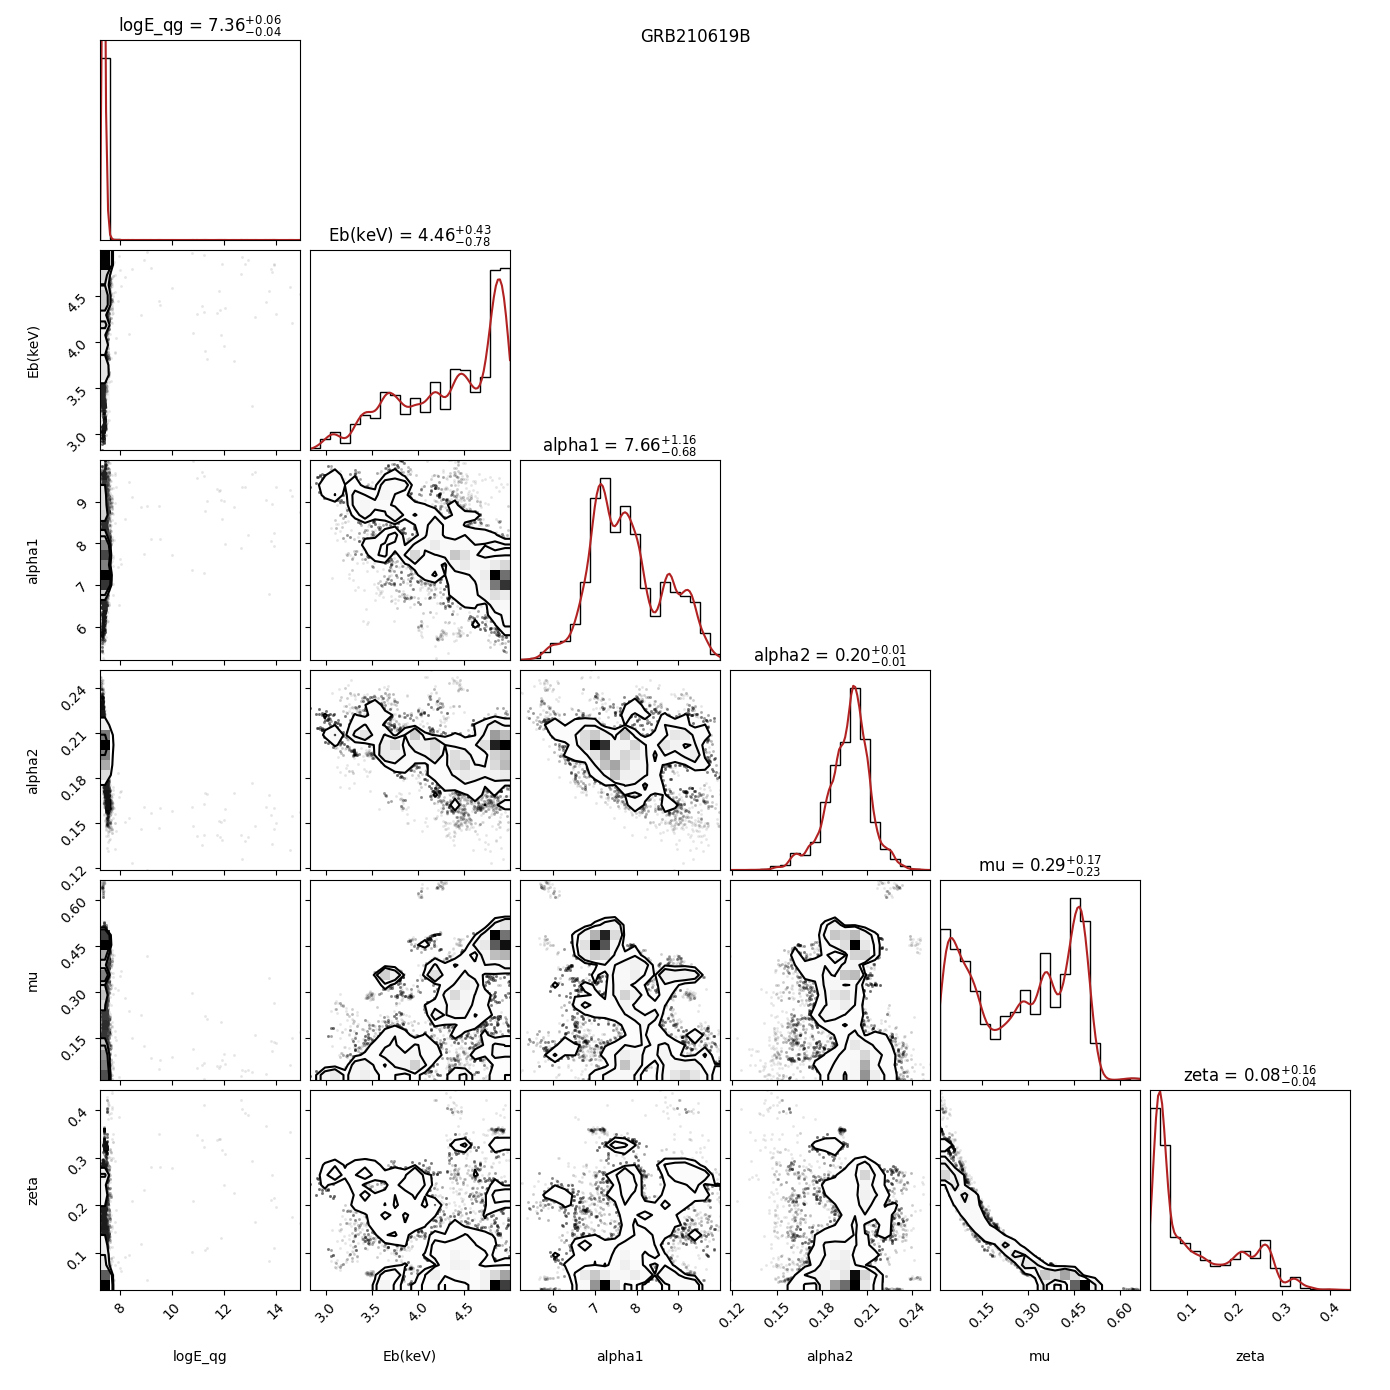 GRB210619B
logE_qg = 7.36+0.06−0.04
Eb(keV) = 4.46+0.43−0.78
Eb(keV)
4.5
4.0
3.5
3.0
alpha1 = 7.66+1.16−0.68
alpha1
9
8
7
6
alpha2 = 0.20+0.01−0.01
alpha2
0.24
0.21
0.18
0.15
0.12
mu = 0.29+0.17−0.23
mu
0.60
0.45
0.30
0.15
zeta = 0.08+0.16−0.04
zeta
0.4
0.3
0.2
0.1
8 10 12 14
3.0 3.5 4.0 4.5
6 7 8 9
0.12 0.15 0.18 0.21 0.24
0.15 0.30 0.45 0.60
0.1 0.2 0.3 0.4
logE_qg Eb(keV) alpha1 alpha2 mu zeta